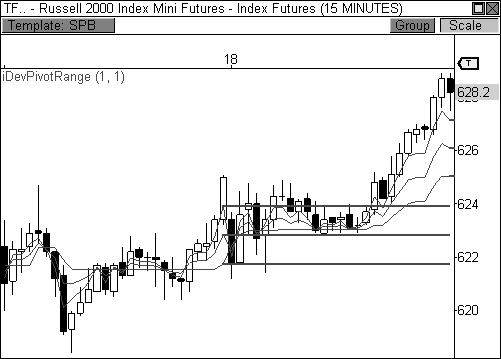 TF.. - Russell 2000 Index Mini Futures - Index Futures (15 MINUTES)
Template: SPB Group Scale
18
T
iDevPivotRange (1, 1)
628.2
626
624
622
620